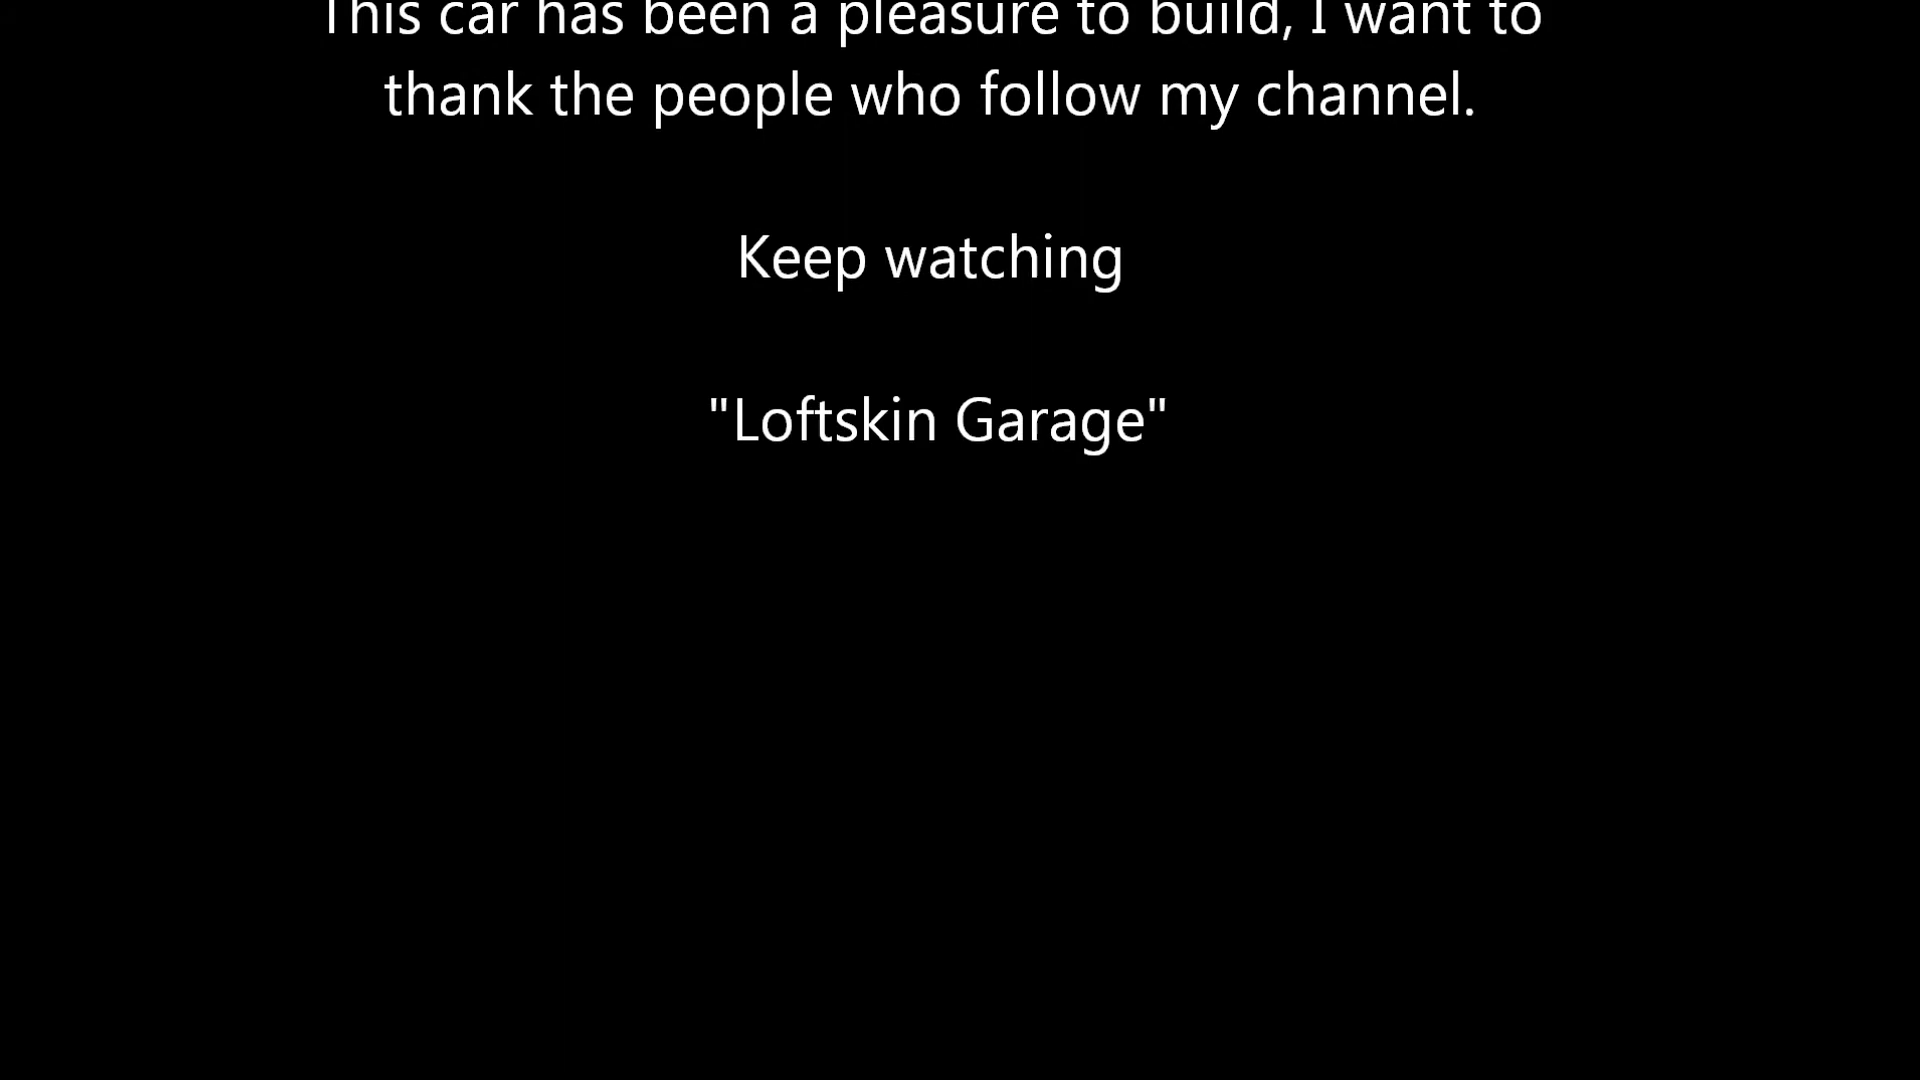 This car has been a pleasure to build, I want to
thank the people who follow my channel.
Keep watching
"Loftskin Garage"